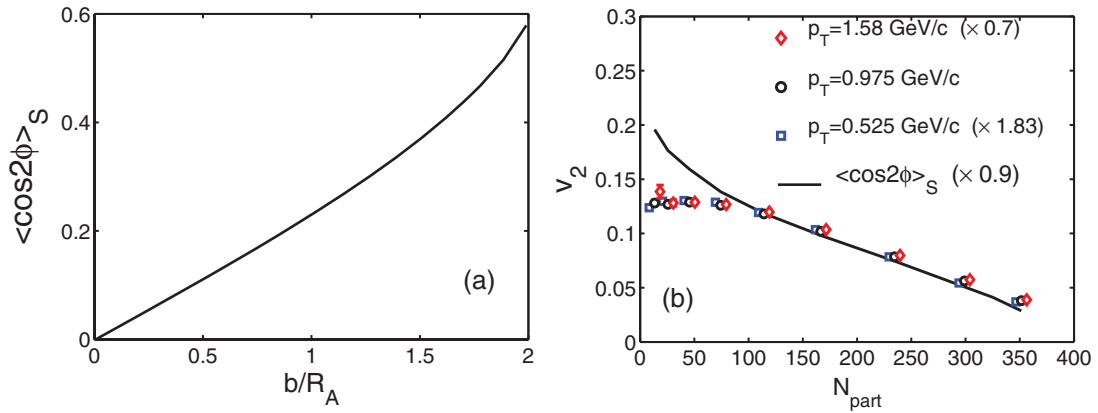 0.6
0.4
0.2
0
<cos2ϕ>S
(a)
0
0.5
1
1.5
2
b/RA
0.3
0.25
0.2
0.15
0.1
0.05
0
v2
pT=1.58 GeV/c (× 0.7)
pT=0.975 GeV/c
pT=0.525 GeV/c (× 1.83)
<cos2ϕ>S (× 0.9)
(b)
0
50
100
150
200
250
300
350
400
Npart